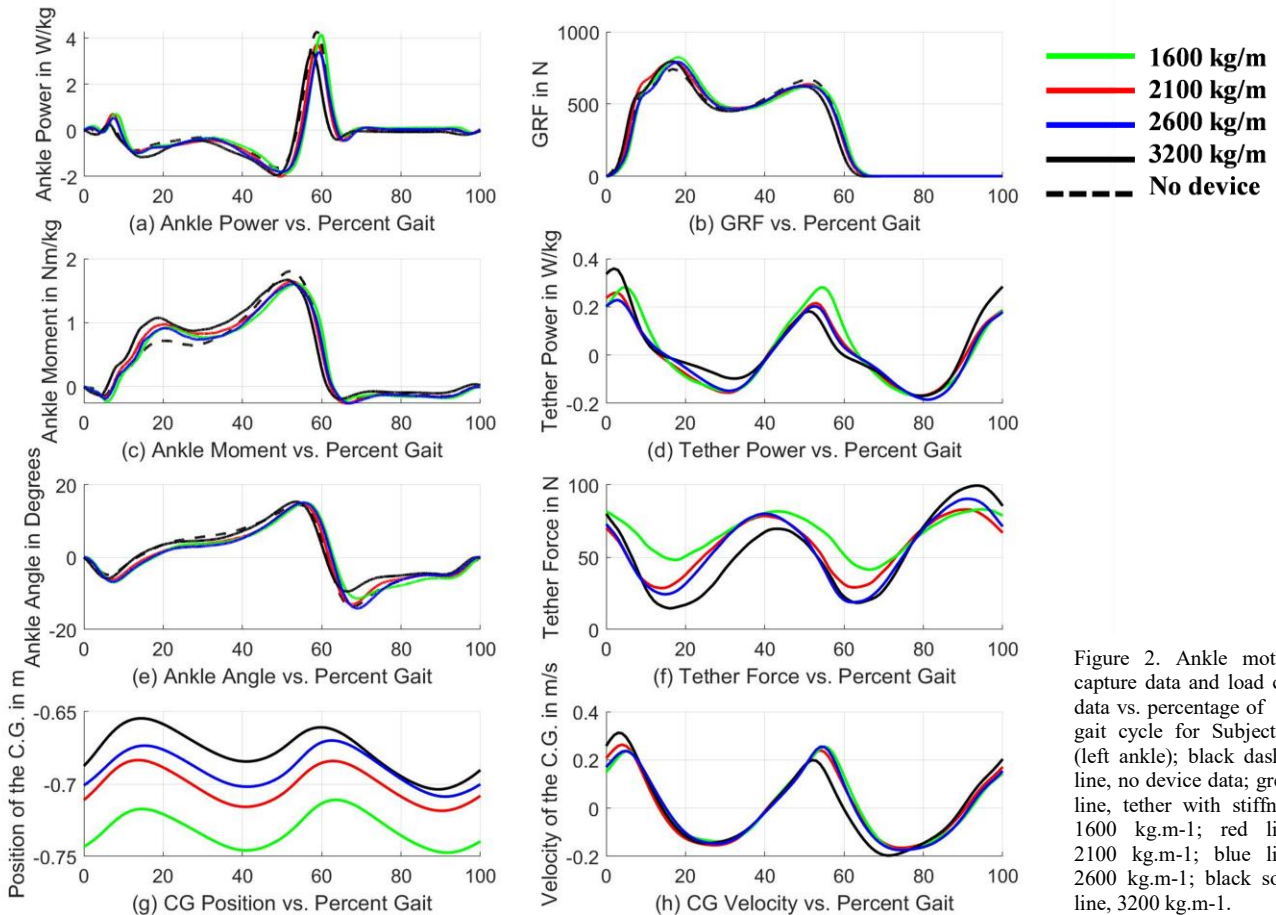 Ankle Power in W/kg
4
2
0
-2
0 20 40 60 80 100
(a) Ankle Power vs. Percent Gait
GRF in N
1000
500
0
0 20 40 60 80 100
(b) GRF vs. Percent Gait
1600 kg/m
2100 kg/m
2600 kg/m
3200 kg/m
No device
Ankle Moment in Nm/kg
2
1
0
0 20 40 60 80 100
(c) Ankle Moment vs. Percent Gait
Tether Power in W/kg
0.4
0.2
0
-0.2
0 20 40 60 80 100
(d) Tether Power vs. Percent Gait
Ankle Angle in Degrees
20
0
-20
0 20 40 60 80 100
(e) Ankle Angle vs. Percent Gait
Tether Force in N
100
50
0
0 20 40 60 80 100
(f) Tether Force vs. Percent Gait
Position of the C.G. in m
-0.65
-0.7
-0.75
0 20 40 60 80 100
(g) CG Position vs. Percent Gait
Velocity of the C.G. in m/s
0.4
0.2
0
-0.2
0 20 40 60 80 100
(h) CG Velocity vs. Percent Gait
Figure 2. Ankle mot
capture data and load c
data vs. percentage of
gait cycle for Subject
(left ankle); black dash
line, no device data; gre
line, tether with stiffn
1600 kg.m-1; red li
2100 kg.m-1; blue li
2600 kg.m-1; black so
line, 3200 kg.m-1.